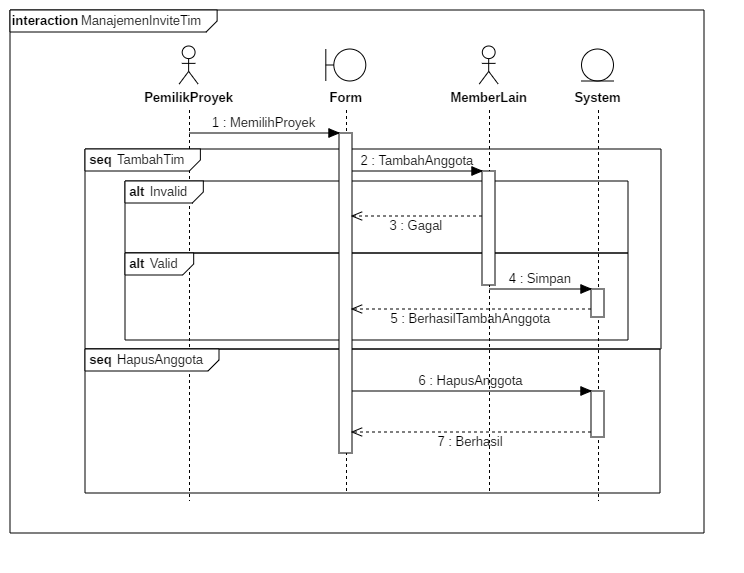 interaction ManajemenInviteTim
PemilikProyek
Form
MemberLain
System
1 : MemilihProyek
seq TambahTim
2 : TambahAnggota
alt Invalid
3 : Gagal
alt Valid
4 : Simpan
5 : BerhasilTambahAnggota
seq HapusAnggota
6 : HapusAnggota
7 : Berhasil